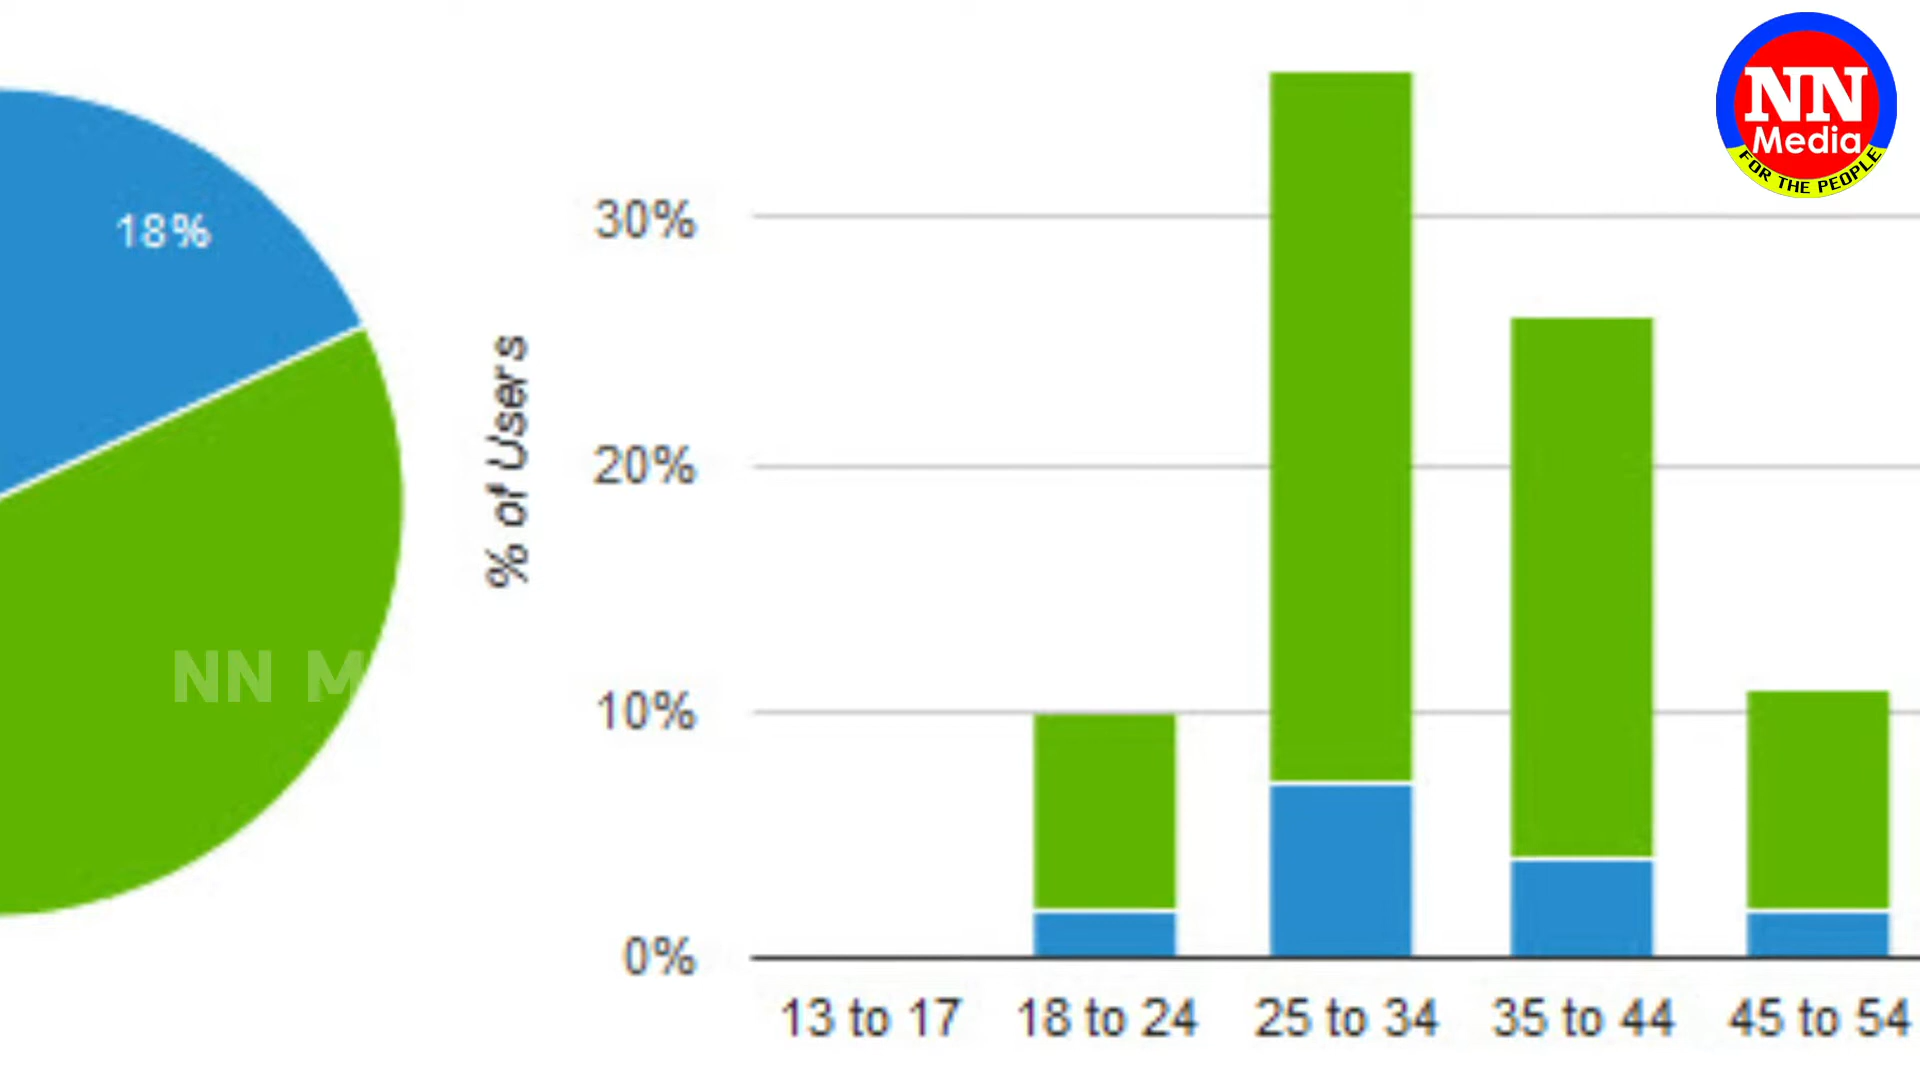 18%
NN M
% of Users
30%
20%
10%
0%
13 to 17
18 to 24
25 to 34
35 to 44
45 to 54
NN
Media
FOR THE PEOPLE